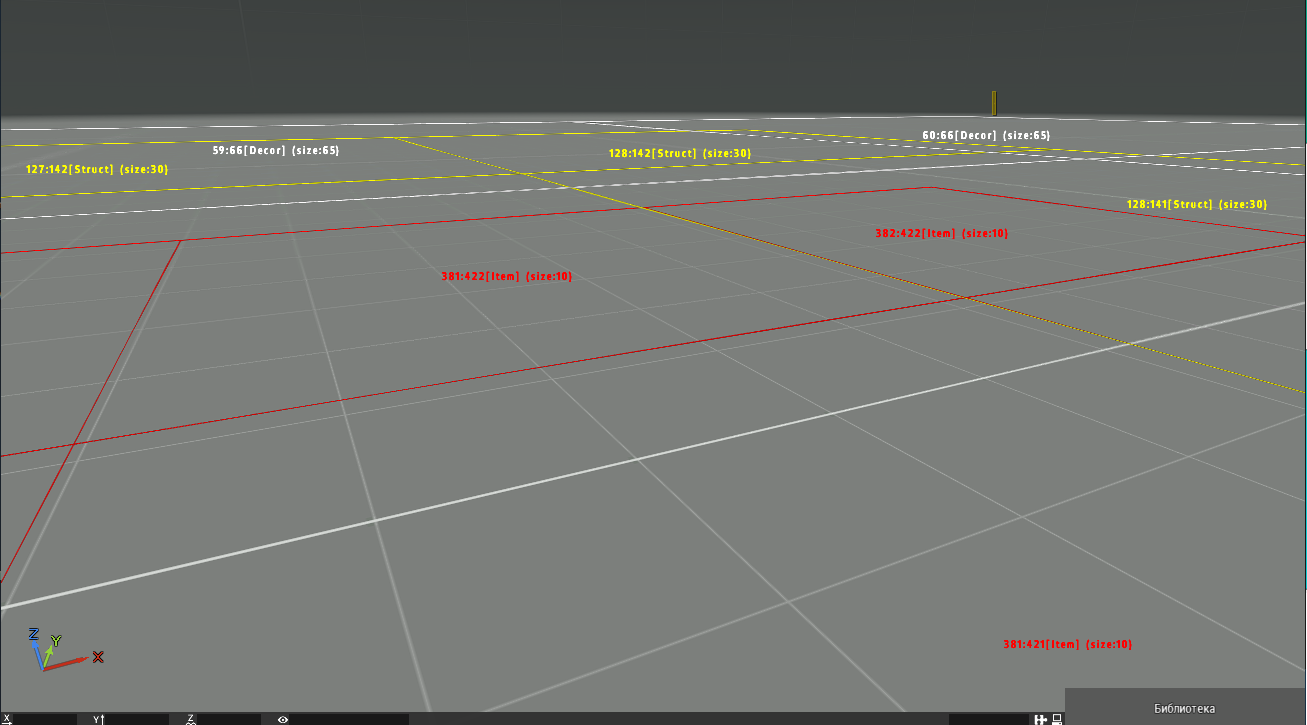 60:66[Decor] (size:65)
59:66[Decor] (size:65)
128:142[Struct] (size:30)
127:142[Struct] (size:30)
128:141[Struct] (size:30)
382:422[Item] (size:10)
381:422[Item] (size:10)
381:421[Item] (size:10)
Z
Y
X
Библиотека
X
Y
Z